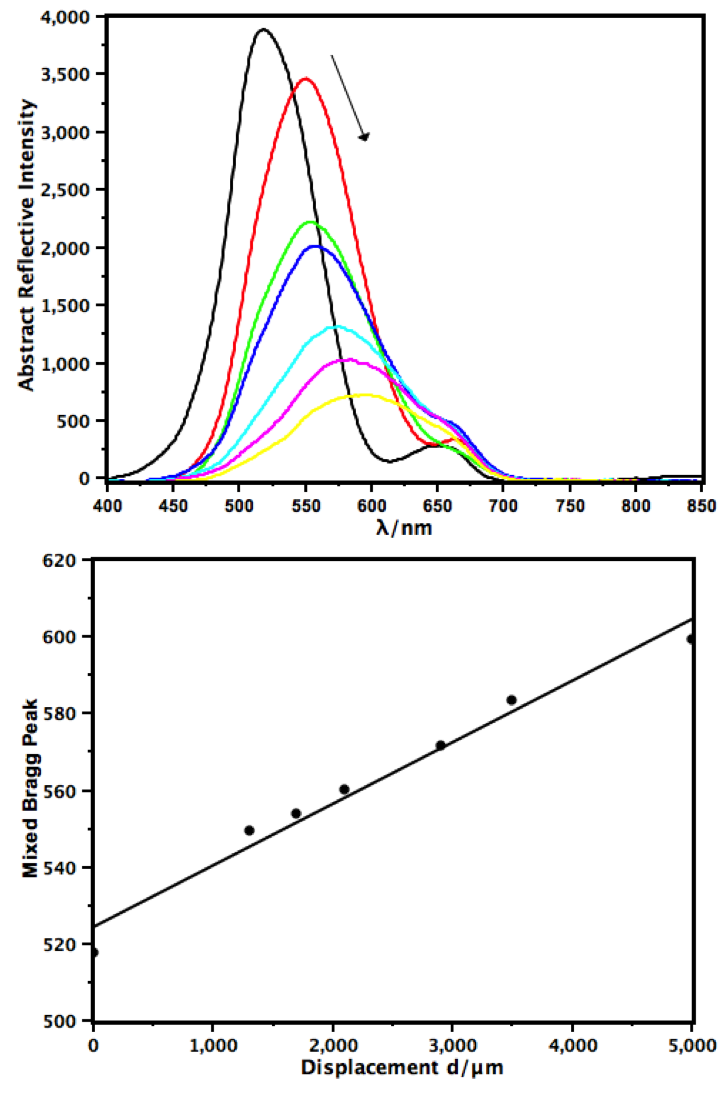 4,000
3,500
3,000
2,500
2,000
1,500
1,000
500
0
Abstract Reflective Intensity
400 450 500 550 600 650 700 750 800 850
λ/nm
620
600
580
560
540
520
500
Mixed Bragg Peak
0 1,000 2,000 3,000 4,000 5,000
Displacement d/μm